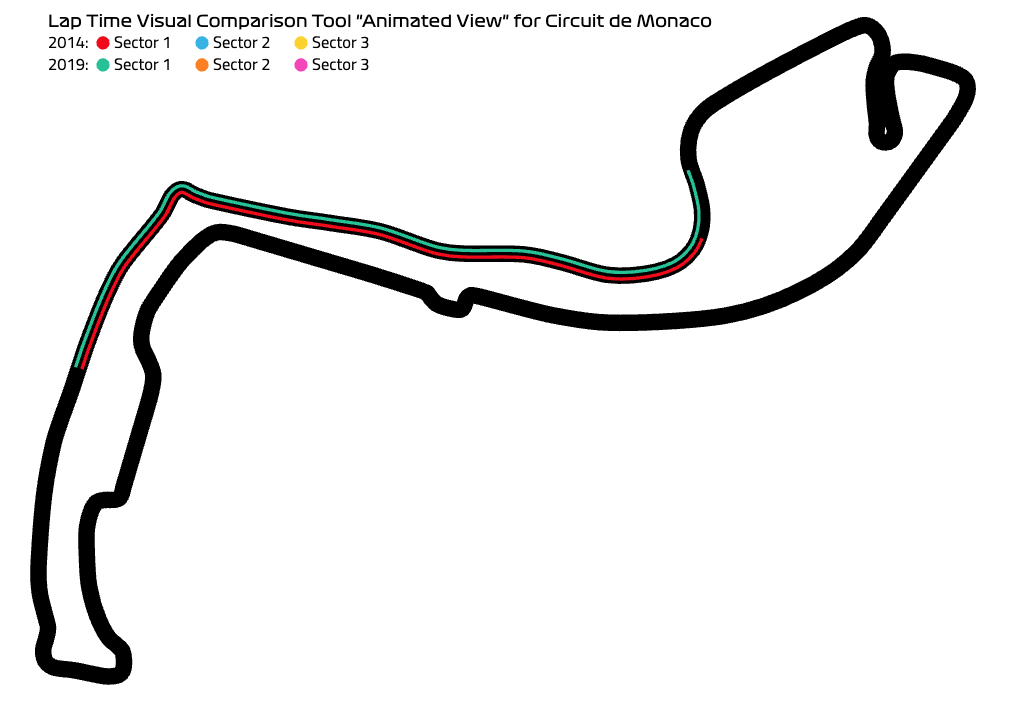 Lap Time Visual Comparison Tool "Animated View" for Circuit de Monaco
2014: Sector 1 Sector 2 Sector 3
2019: Sector 1 Sector 2 Sector 3